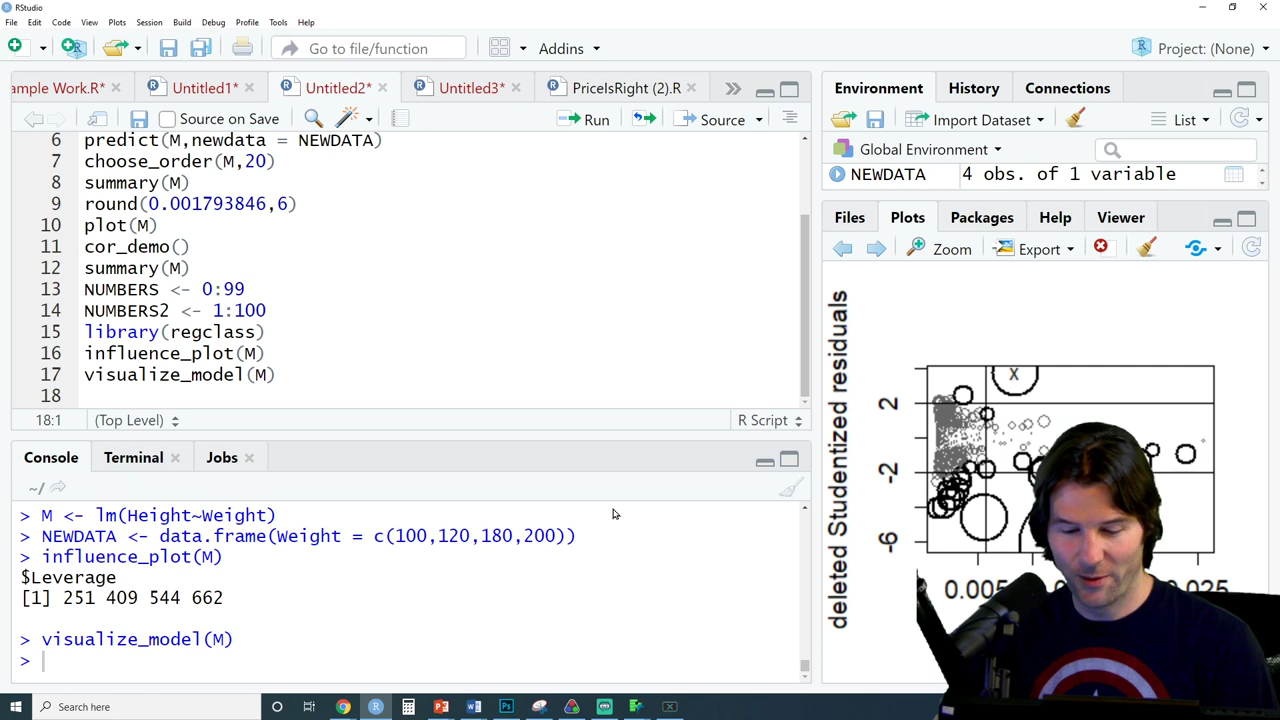 RStudio
File Edit Code View Plots Session Build Debug Profile Tools Help
Go to file/function Addins Project: (None)
ample Work.R* Untitled1* Untitled2* Untitled3* PriceIsRight (2).R
Source on Save Run Source
6 predict(M,newdata = NEWDATA)
7 choose_order(M,20)
8 summary(M)
9 round(0.001793846,6)
10 plot(M)
11 cor_demo()
12 summary(M)
13 NUMBERS <- 0:99
14 NUMBERS2 <- 1:100
15 library(regclass)
16 influence_plot(M)
17 visualize_model(M)
18
18:1 (Top Level) R Script
Console Terminal Jobs
~/
> M <- lm(Height~Weight)
> NEWDATA <- data.frame(Weight = c(100,120,180,200))
> influence_plot(M)
$Leverage
[1] 251 409 544 662
> visualize_model(M)
>
Environment History Connections
Import Dataset List
Global Environment
NEWDATA 4 obs. of 1 variable
Files Plots Packages Help Viewer
Zoom Export
deleted Studentized residuals
2
-2
-6
X
0.005
0.025
Search here